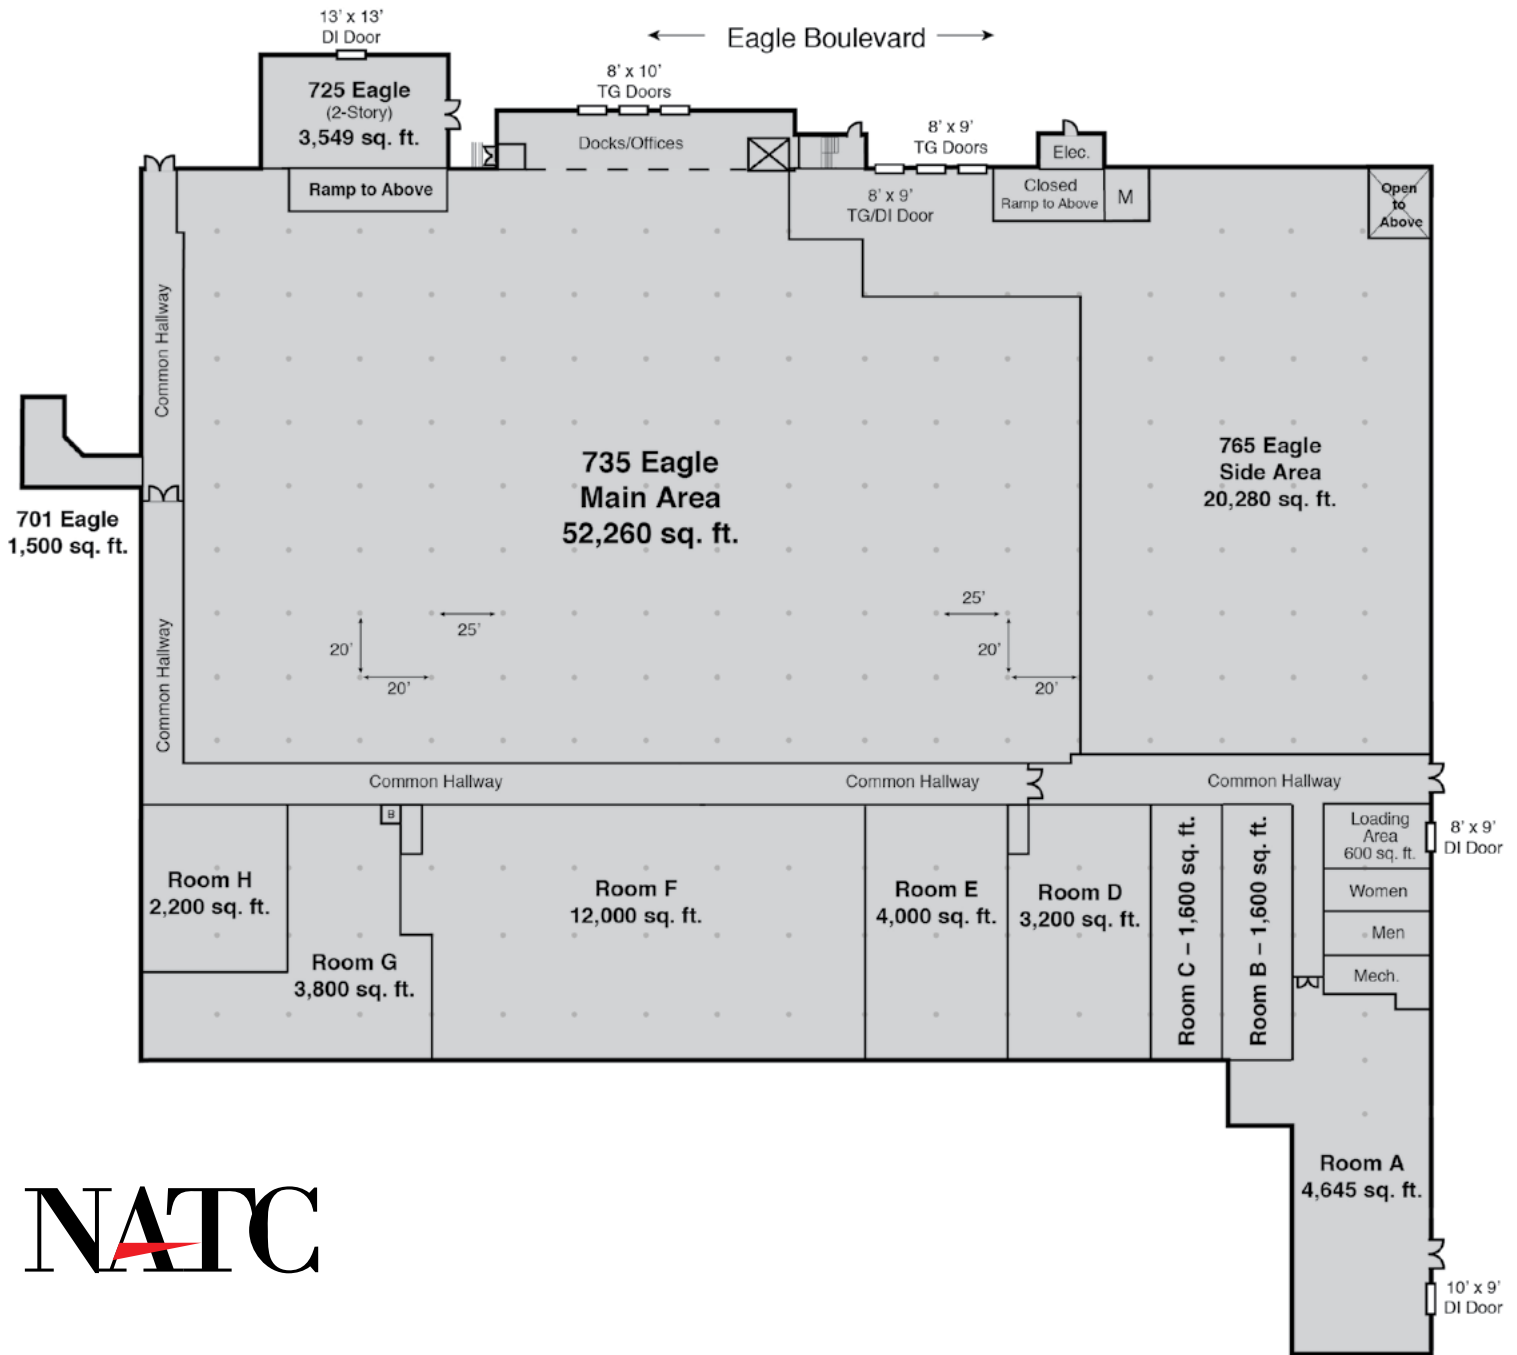 13' x 13'
DI Door
Eagle Boulevard
8' x 10'
TG Doors
725 Eagle
(2-Story)
3,549 sq. ft.
Docks/Offices
8' x 9'
TG Doors
Elec.
Ramp to Above
8' x 9'
TG/DI Door
Closed
Ramp to Above
M
Open
to
Above
Common Hallway
701 Eagle
1,500 sq. ft.
735 Eagle
Main Area
52,260 sq. ft.
765 Eagle
Side Area
20,280 sq. ft.
25'
20'
20'
25'
20'
20'
Common Hallway
Common Hallway
Common Hallway
Common Hallway
B
Loading
Area
600 sq. ft.
8' x 9'
DI Door
Room H
2,200 sq. ft.
Room G
3,800 sq. ft.
Room F
12,000 sq. ft.
Room E
4,000 sq. ft.
Room D
3,200 sq. ft.
Room C – 1,600 sq. ft.
Room B – 1,600 sq. ft.
Women
Men
Mech.
Room A
4,645 sq. ft.
10' x 9'
DI Door
NATC